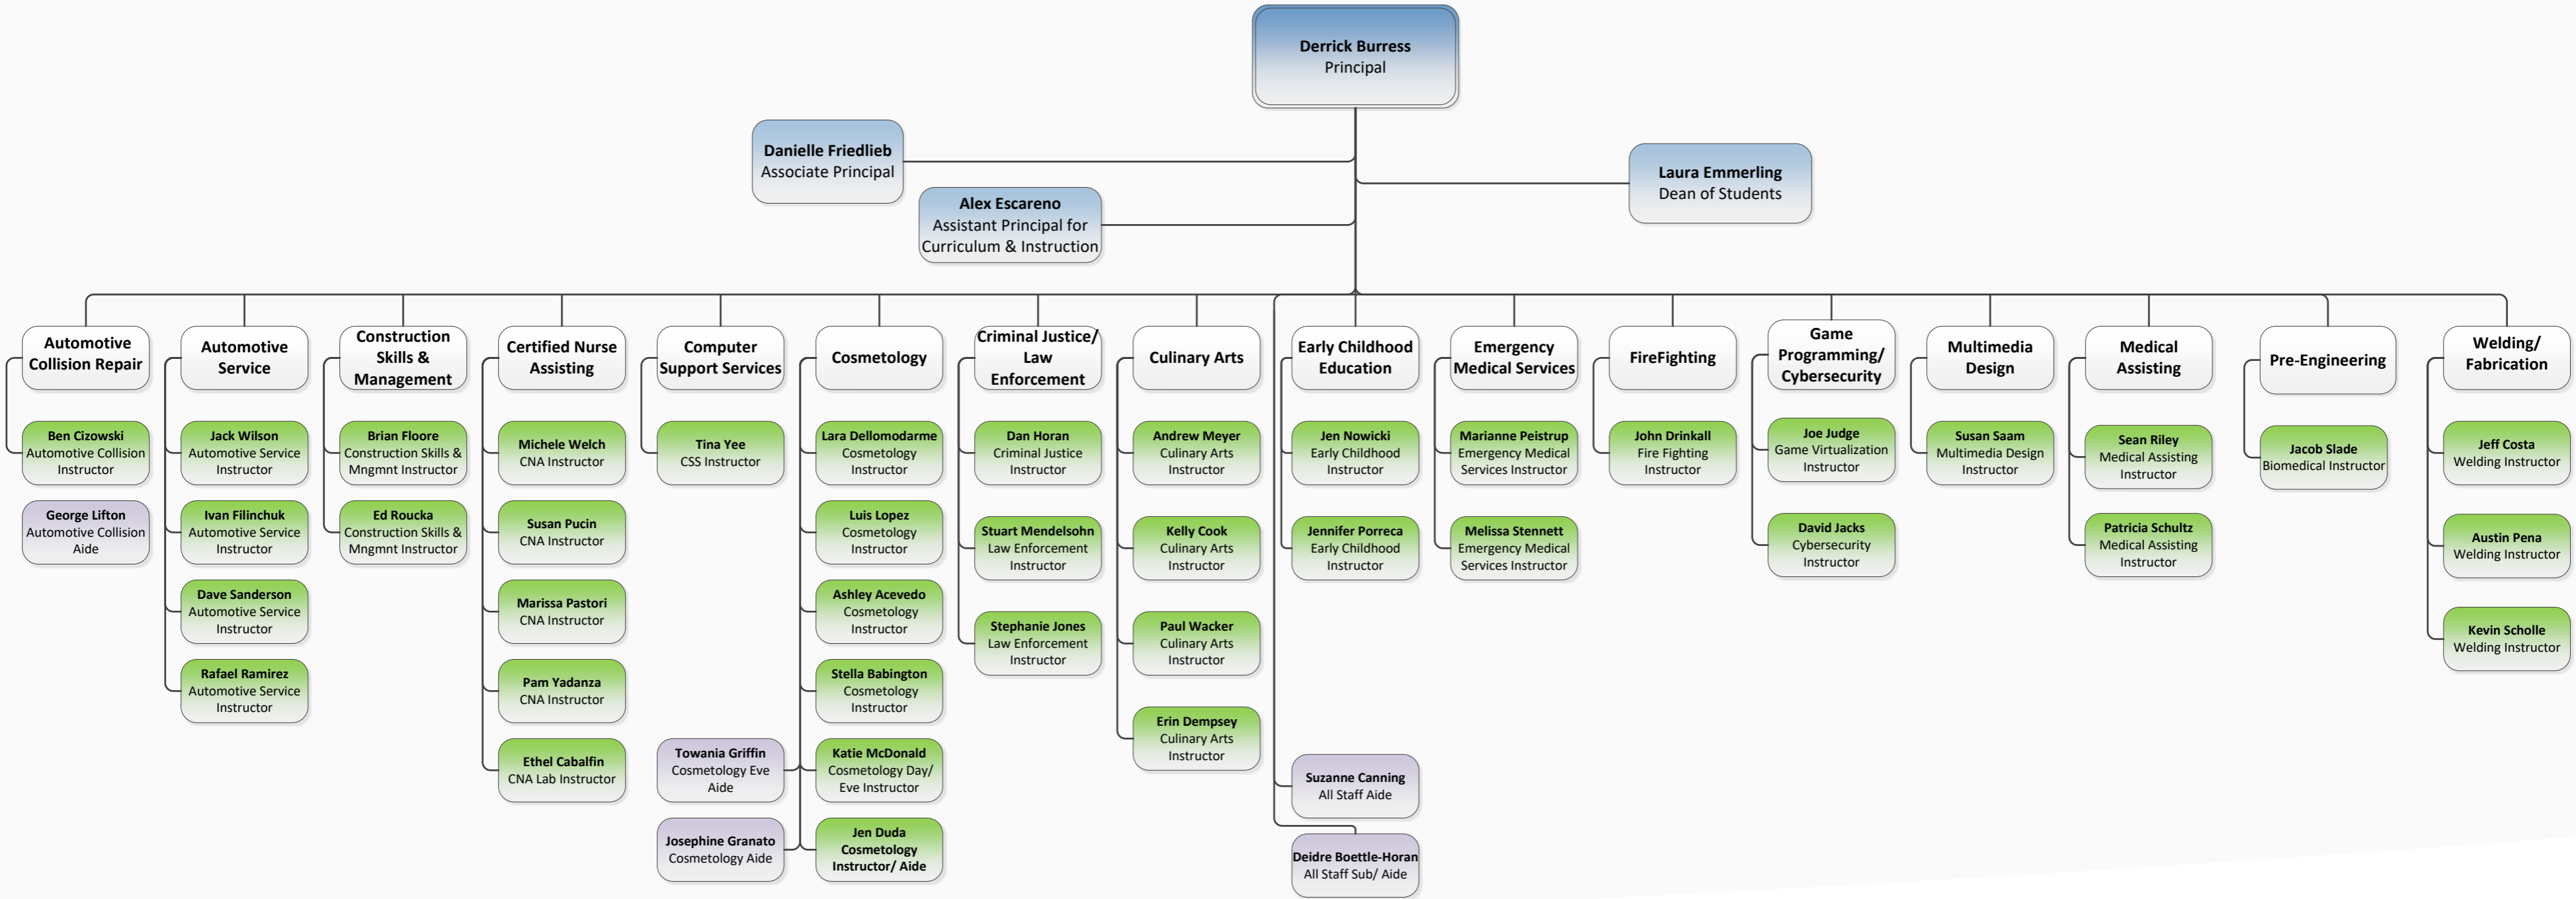 Derrick Burress
Principal
Danielle Friedlieb
Associate Principal
Laura Emmerling
Dean of Students
Alex Escareno
Assistant Principal for
Curriculum & Instruction
Automotive
Collision Repair
Ben Cizowski
Automotive Collision
Instructor
George Lifton
Automotive Collision
Aide
Automotive
Service
Jack Wilson
Automotive Service
Instructor
Ivan Filinchuk
Automotive Service
Instructor
Dave Sanderson
Automotive Service
Instructor
Rafael Ramirez
Automotive Service
Instructor
Construction
Skills &
Management
Brian Floore
Construction Skills &
Mngmnt Instructor
Ed Roucka
Construction Skills &
Mngmnt Instructor
Certified Nurse
Assisting
Michele Welch
CNA Instructor
Susan Pucin
CNA Instructor
Marissa Pastori
CNA Instructor
Pam Yadanza
CNA Instructor
Ethel Cabalfin
CNA Lab Instructor
Computer
Support Services
Tina Yee
CSS Instructor
Cosmetology
Lara Dellomodarme
Cosmetology
Instructor
Luis Lopez
Cosmetology
Instructor
Ashley Acevedo
Cosmetology
Instructor
Stella Babington
Cosmetology
Instructor
Towania Griffin
Cosmetology Eve
Aide
Katie McDonald
Cosmetology Day/
Eve Instructor
Josephine Granato
Cosmetology Aide
Jen Duda
Cosmetology
Instructor/ Aide
Criminal Justice/
Law
Enforcement
Dan Horan
Criminal Justice
Instructor
Stuart Mendelsohn
Law Enforcement
Instructor
Stephanie Jones
Law Enforcement
Instructor
Culinary Arts
Andrew Meyer
Culinary Arts
Instructor
Kelly Cook
Culinary Arts
Instructor
Paul Wacker
Culinary Arts
Instructor
Erin Dempsey
Culinary Arts
Instructor
Early Childhood
Education
Jen Nowicki
Early Childhood
Instructor
Jennifer Porreca
Early Childhood
Instructor
Suzanne Canning
All Staff Aide
Deidre Boettle-Horan
All Staff Sub/ Aide
Emergency
Medical Services
Marianne Peistrup
Emergency Medical
Services Instructor
Melissa Stennett
Emergency Medical
Services Instructor
FireFighting
John Drinkall
Fire Fighting
Instructor
Game
Programming/
Cybersecurity
Joe Judge
Game Virtualization
Instructor
David Jacks
Cybersecurity
Instructor
Multimedia
Design
Susan Saam
Multimedia Design
Instructor
Medical
Assisting
Sean Riley
Medical Assisting
Instructor
Patricia Schultz
Medical Assisting
Instructor
Pre-Engineering
Jacob Slade
Biomedical Instructor
Welding/
Fabrication
Jeff Costa
Welding Instructor
Austin Pena
Welding Instructor
Kevin Scholle
Welding Instructor